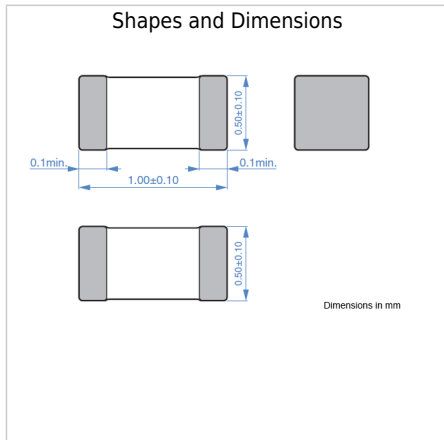 Shapes and Dimensions
0.50±0.10
0.1min.
0.1min.
1.00±0.10
0.50±0.10
Dimensions in mm